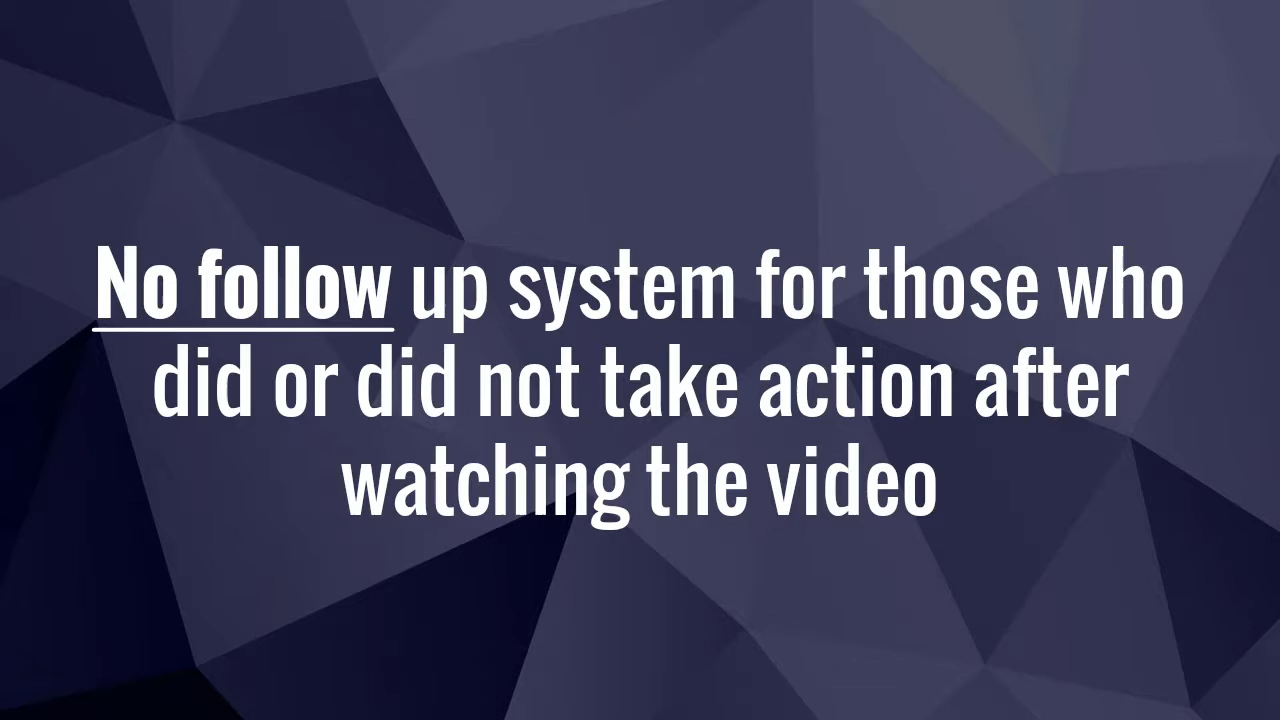 No follow up system for those who
did or did not take action after
watching the video